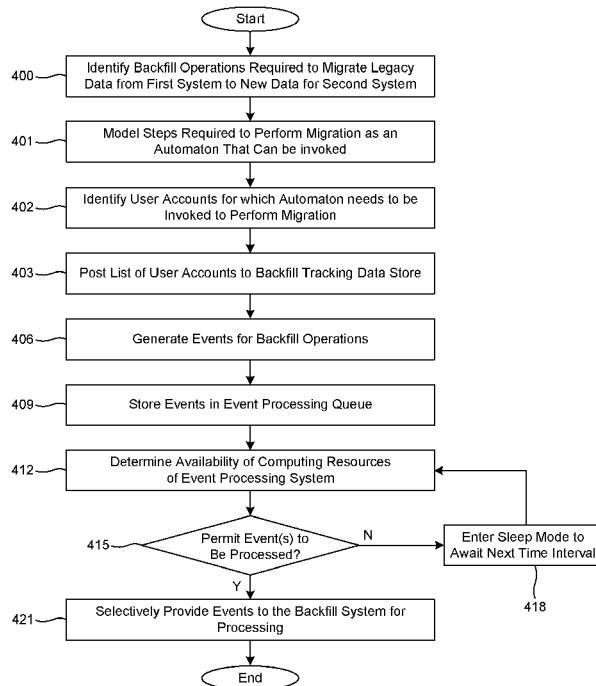 Start
400
Identify Backfill Operations Required to Migrate Legacy
Data from First System to New Data for Second System
401
Model Steps Required to Perform Migration as an
Automaton That Can be invoked
402
Identify User Accounts for which Automaton needs to be
Invoked to Perform Migration
403
Post List of User Accounts to Backfill Tracking Data Store
406
Generate Events for Backfill Operations
409
Store Events in Event Processing Queue
412
Determine Availability of Computing Resources
of Event Processing System
415
Permit Event(s) to
Be Processed?
N
Enter Sleep Mode to
Await Next Time Interval
418
Y
421
Selectively Provide Events to the Backfill System for
Processing
End